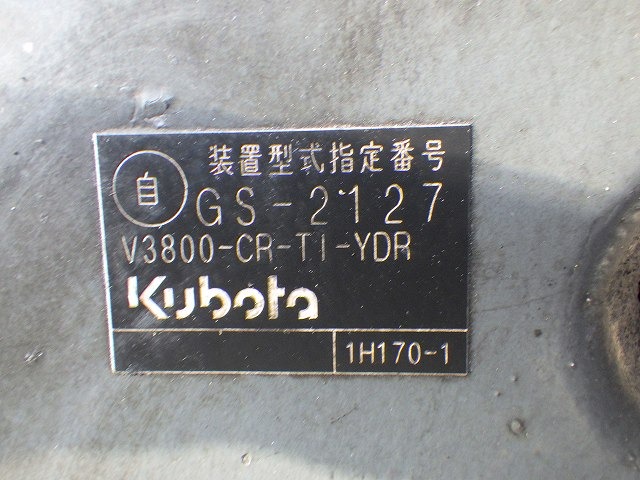 装置型式指定番号
自
GS-2127
V3800-CR-TI-YDR
Kubota
1H170-1